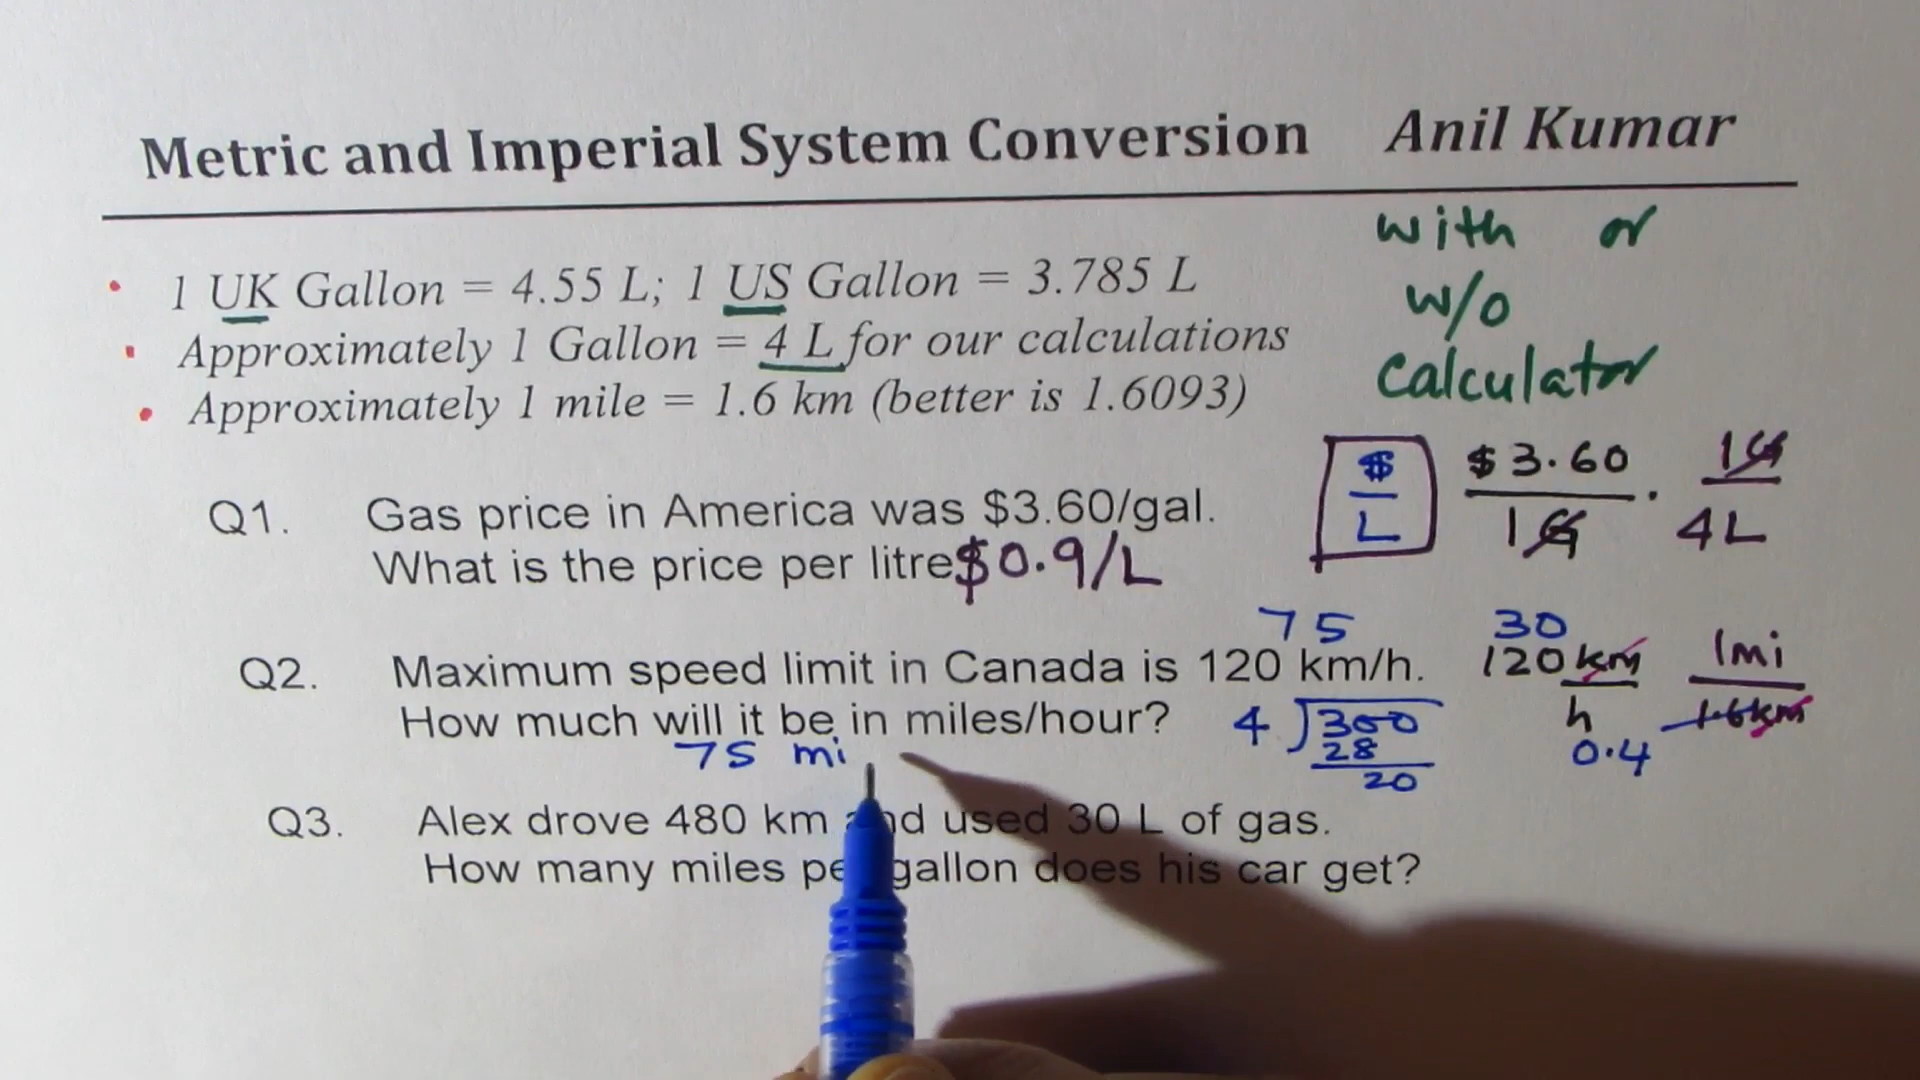 Metric and Imperial System Conversion Anil Kumar
with or
w/o
calculator
• 1 UK Gallon = 4.55 L; 1 US Gallon = 3.785 L
• Approximately 1 Gallon = 4 L for our calculations
• Approximately 1 mile = 1.6 km (better is 1.6093)
$ $3.60 . 1G
L 1G 4L
Q1. Gas price in America was $3.60/gal.
What is the price per litre $0.9/L
75 30
Q2. Maximum speed limit in Canada is 120 km/h. 120 km 1mi
How much will it be in miles/hour? 4 300 h 1.6km
75 mi 28 0.4
20
Q3. Alex drove 480 km and used 30 L of gas.
How many miles pe gallon does his car get?